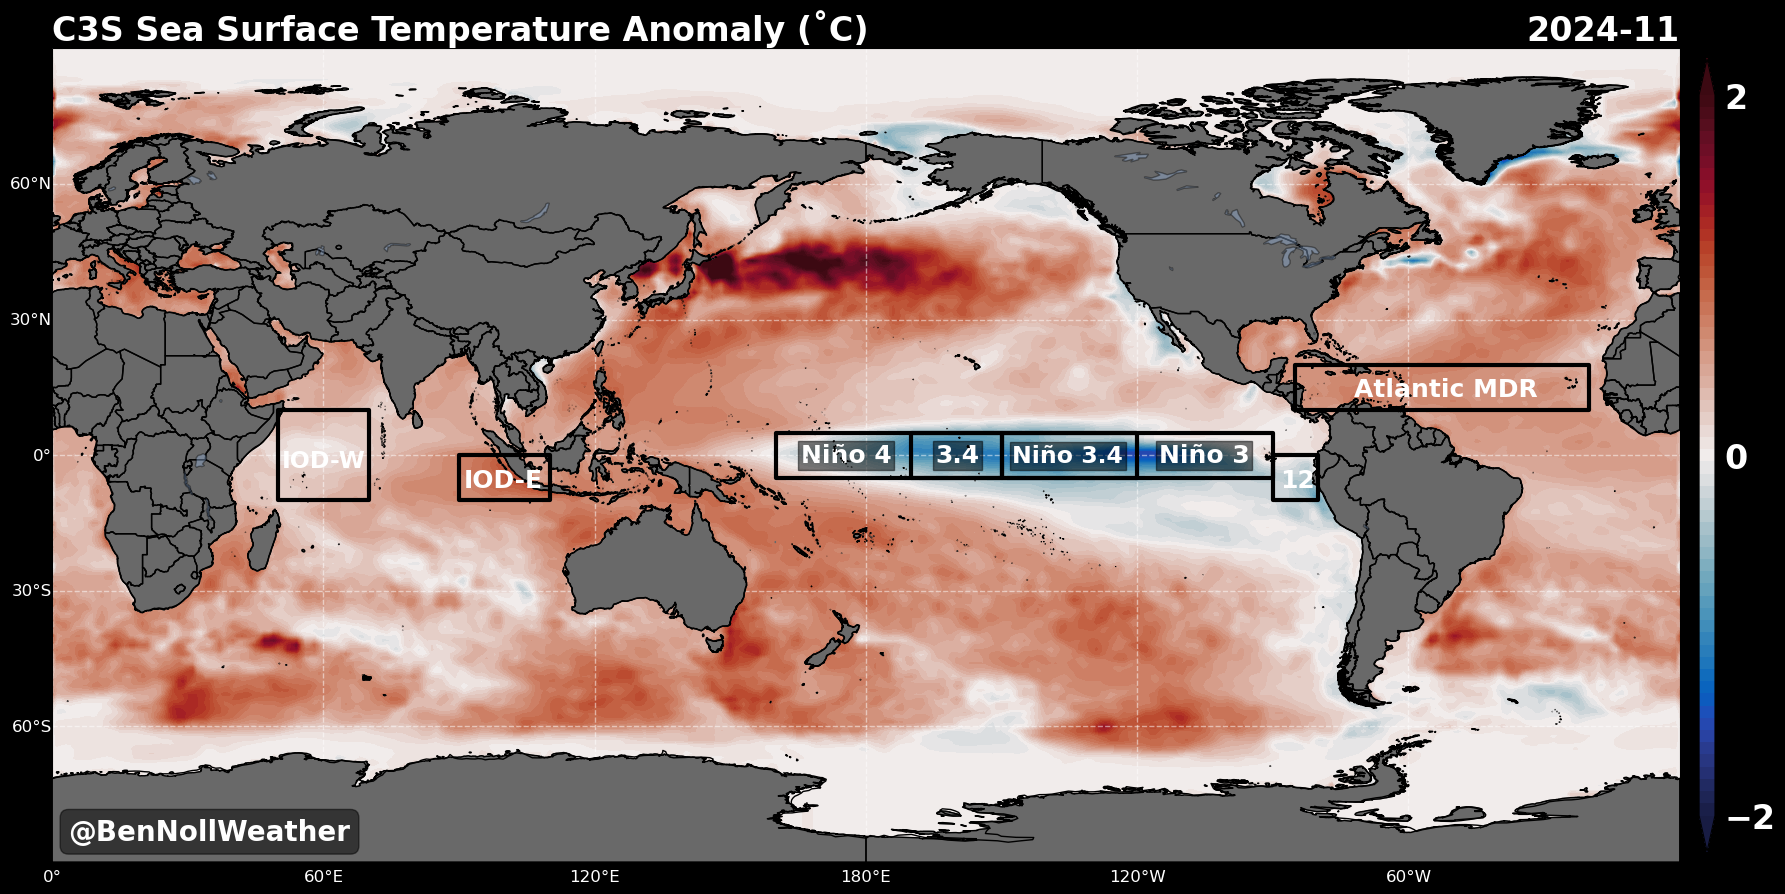 C3S Sea Surface Temperature Anomaly (˚C)
2024-11
2
0
−2
60°N
30°N
0°
30°S
60°S
Atlantic MDR
IOD-W
IOD-E
Niño 4
3.4
Niño 3.4
Niño 3
12
@BenNollWeather
0°
60°E
120°E
180°E
120°W
60°W